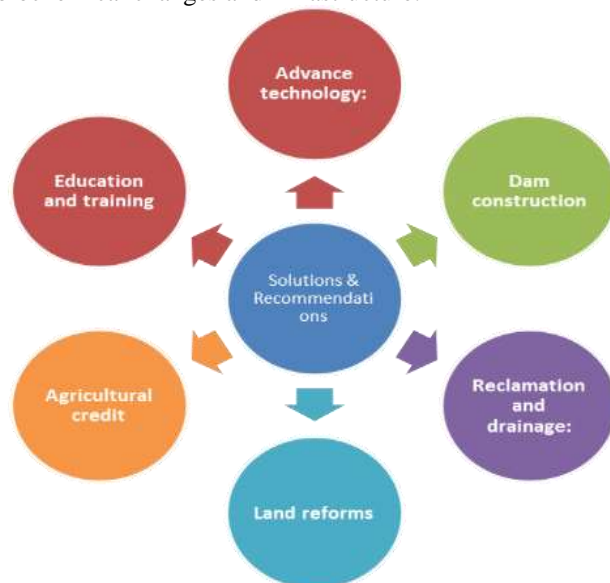 Advance
technology:
Education
and training
Dam
construction
Solutions &
Recommendati
ons
Agricultural
credit
Reclamation
and
drainage:
Land reforms